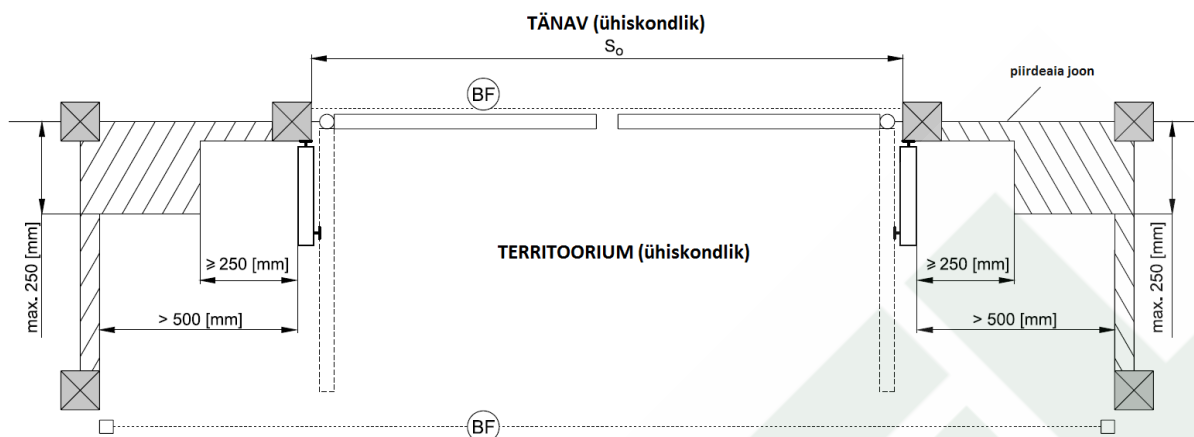 TÄNAV (ühiskondlik)
S₀
BF
piirdeaia joon
max. 250 [mm]
≥ 250 [mm]
> 500 [mm]
TERRITOORIUM (ühiskondlik)
≥ 250 [mm]
> 500 [mm]
max. 250 [mm]
BF